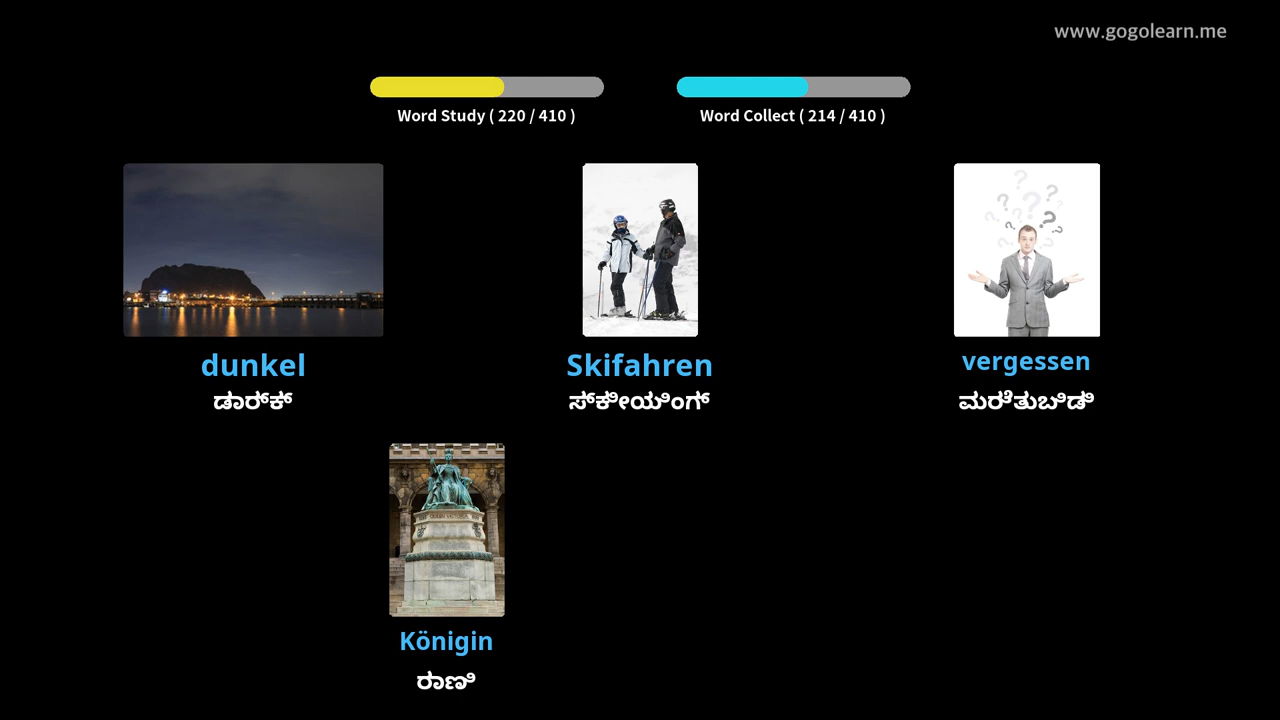 www.gogolearn.me
Word Study ( 220 / 410 )
Word Collect ( 214 / 410 )
dunkel
Skifahren
vergessen
ಡಾರ್ಕ್
ಸ್ಕೀಯಿಂಗ್
ಮರೆತುಬಿಡಿ
Königin
ರಾಣಿ